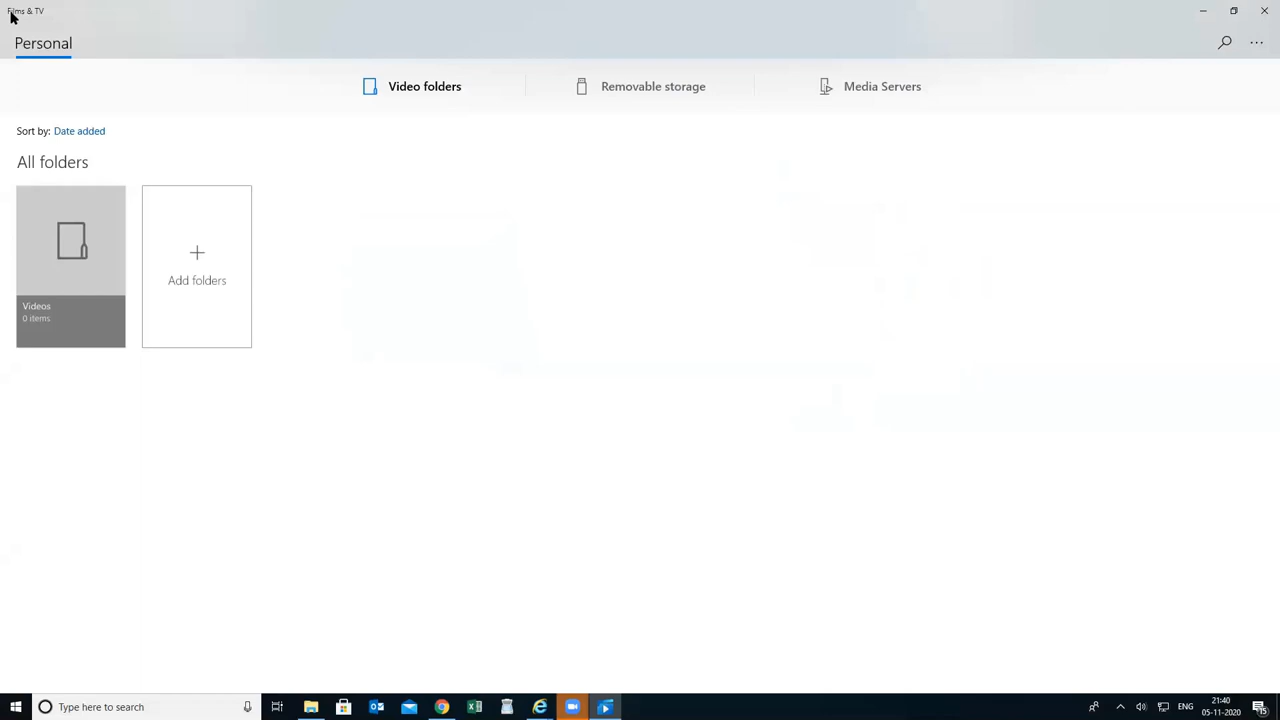 Films & TV
Personal
Video folders
Removable storage
Media Servers
Sort by: Date added
All folders
Videos
0 items
Add folders
Type here to search
ENG
21:40
05-11-2020